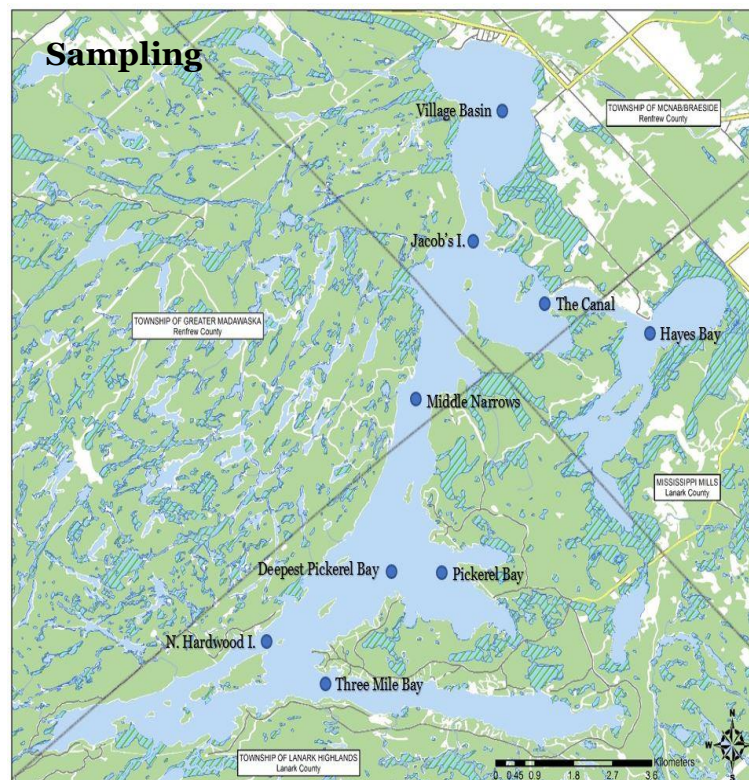 Sampling
Village Basin
TOWNSHIP OF MCNAB/BRAESIDE
Renfrew County
Jacob's I.
The Canal
TOWNSHIP OF GREATER MADAWASKA
Renfrew County
Hayes Bay
Middle Narrows
MISSISSIPPI MILLS
Lanark County
Deepest Pickerel Bay
Pickerel Bay
N. Hardwood I.
Three Mile Bay
TOWNSHIP OF LANARK HIGHLANDS
Lanark County
N
W E
S
Kilometers
0 0.45 0.9 1.8 2.7 3.6